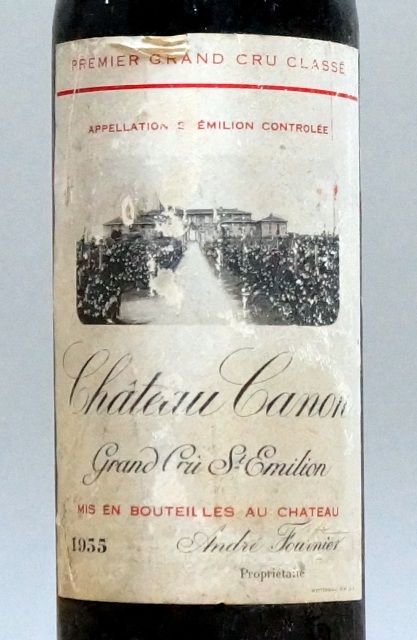 PREMIER GRAND CRU CLASSÉ
APPELLATION S ÉMILION CONTROLÉE
Château Canon
Grand Cru St Emilion
MIS EN BOUTEILLES AU CHATEAU
1955
André Fournier
Propriétaire